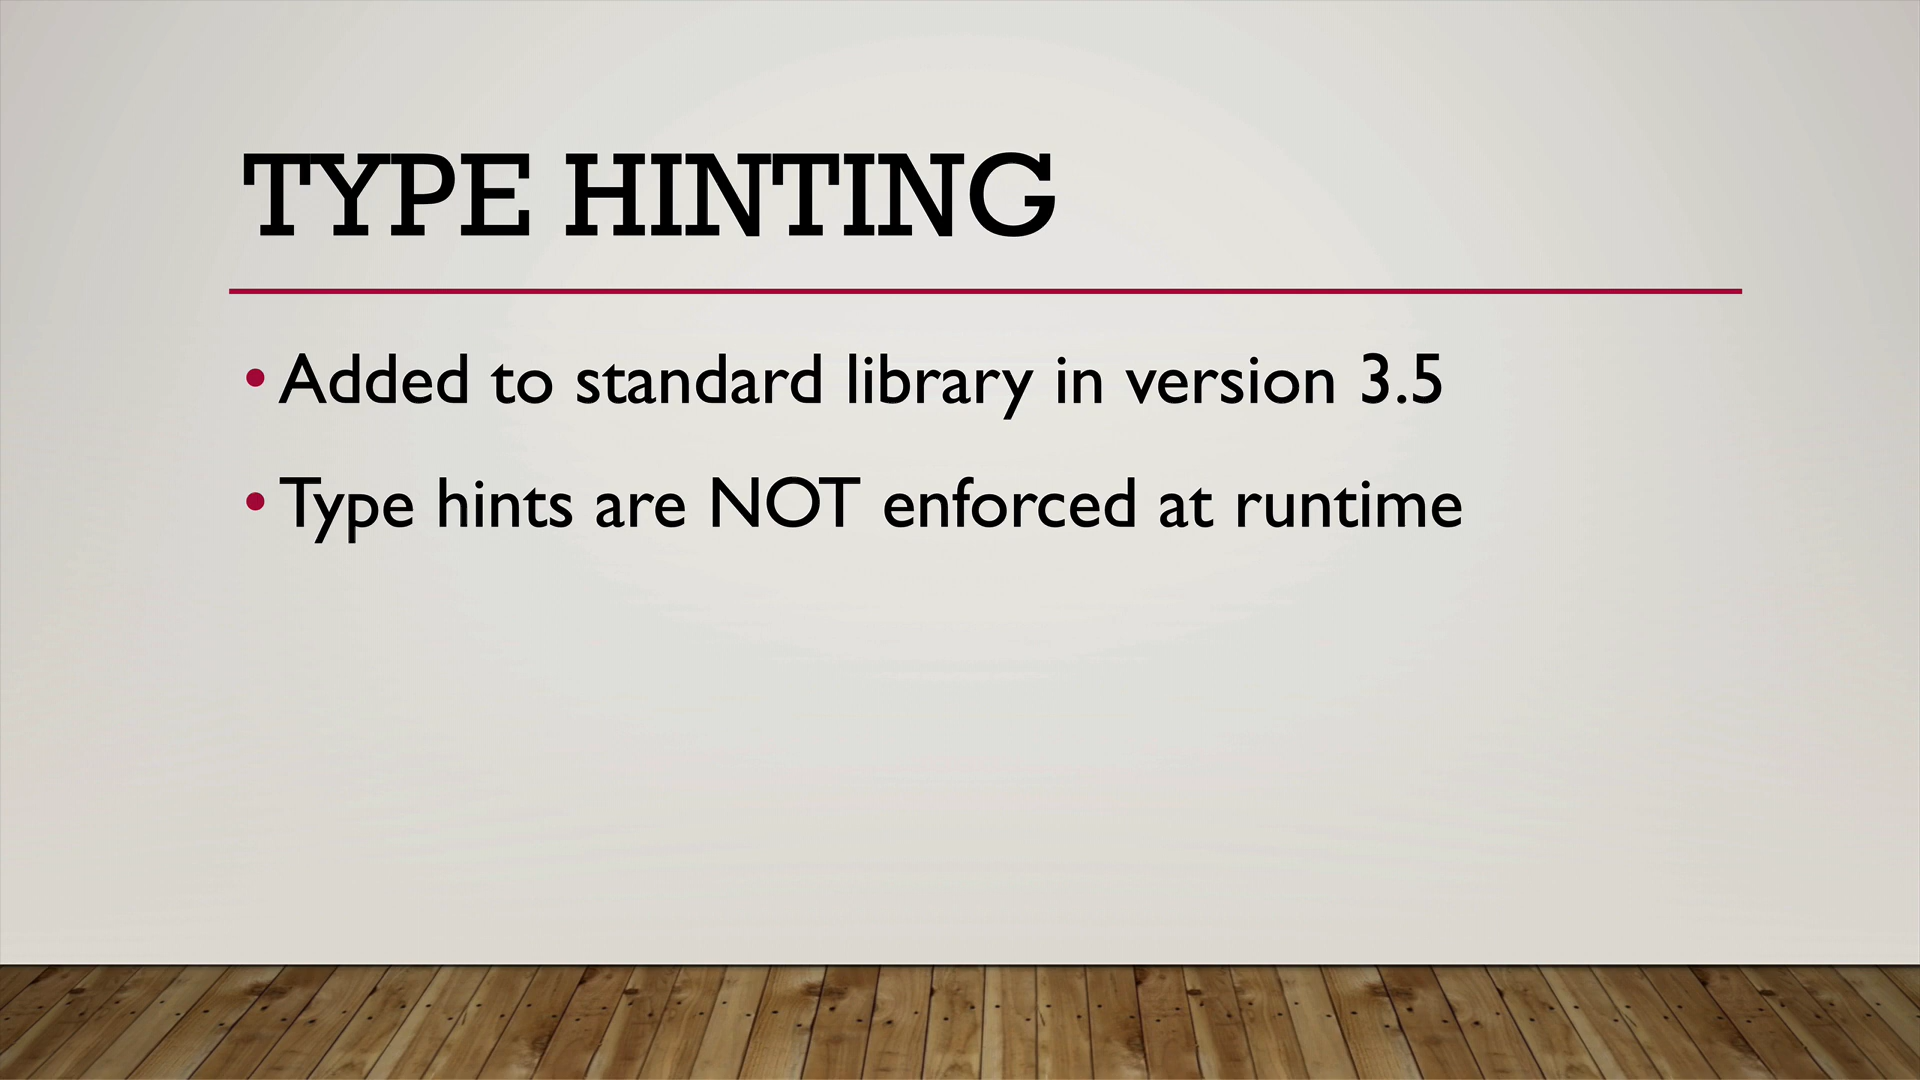 TYPE HINTING
• Added to standard library in version 3.5
• Type hints are NOT enforced at runtime